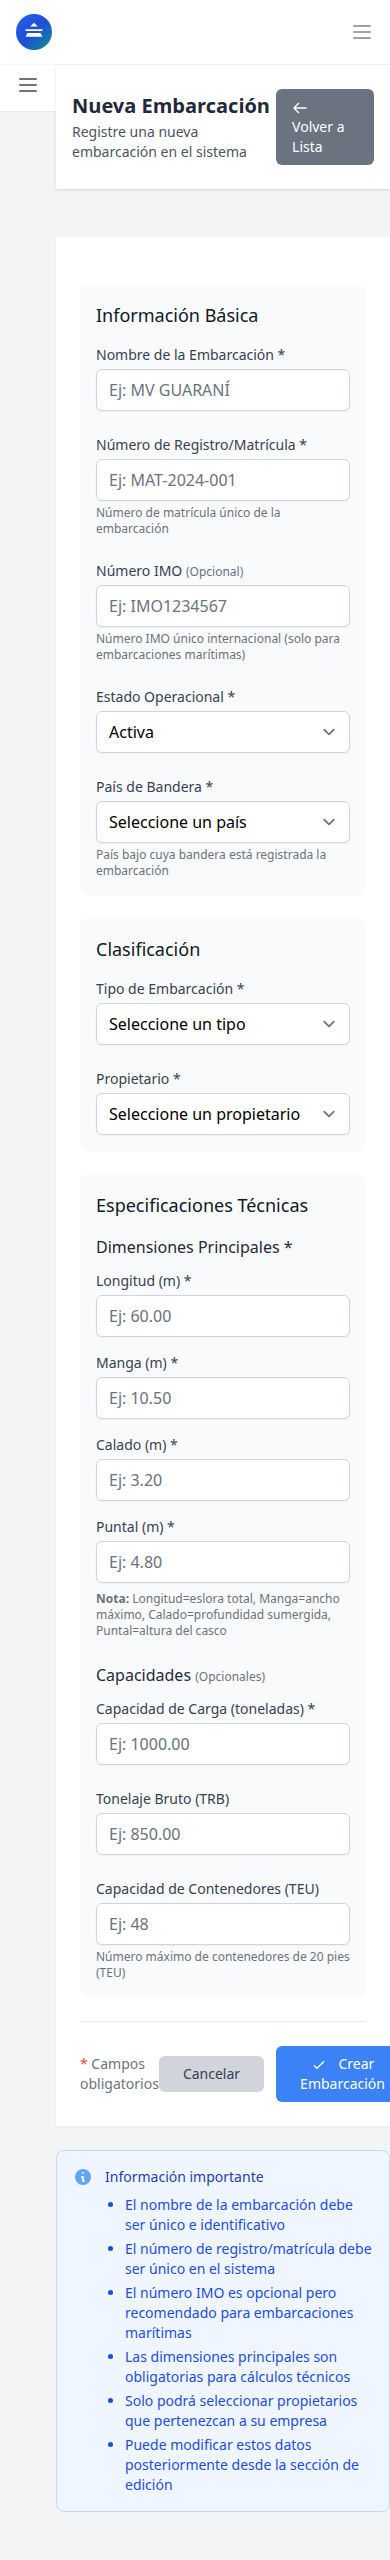 Nueva Embarcación
Registre una nueva
embarcación en el sistema
Volver a
Lista
Información Básica
Nombre de la Embarcación *
Ej: MV GUARANÍ
Número de Registro/Matrícula *
Ej: MAT-2024-001
Número de matrícula único de la
embarcación
Número IMO (Opcional)
Ej: IMO1234567
Número IMO único internacional (solo para
embarcaciones marítimas)
Estado Operacional *
Activa
País de Bandera *
Seleccione un país
País bajo cuya bandera está registrada la
embarcación
Clasificación
Tipo de Embarcación *
Seleccione un tipo
Propietario *
Seleccione un propietario
Especificaciones Técnicas
Dimensiones Principales *
Longitud (m) *
Ej: 60.00
Manga (m) *
Ej: 10.50
Calado (m) *
Ej: 3.20
Puntal (m) *
Ej: 4.80
Nota: Longitud=eslora total, Manga=ancho
máximo, Calado=profundidad sumergida,
Puntal=altura del casco
Capacidades (Opcionales)
Capacidad de Carga (toneladas) *
Ej: 1000.00
Tonelaje Bruto (TRB)
Ej: 850.00
Capacidad de Contenedores (TEU)
Ej: 48
Número máximo de contenedores de 20 pies
(TEU)
* Campos
obligatorios
Cancelar
Crear
Embarcación
Información importante
El nombre de la embarcación debe
ser único e identificativo
El número de registro/matrícula debe
ser único en el sistema
El número IMO es opcional pero
recomendado para embarcaciones
marítimas
Las dimensiones principales son
obligatorias para cálculos técnicos
Solo podrá seleccionar propietarios
que pertenezcan a su empresa
Puede modificar estos datos
posteriormente desde la sección de
edición